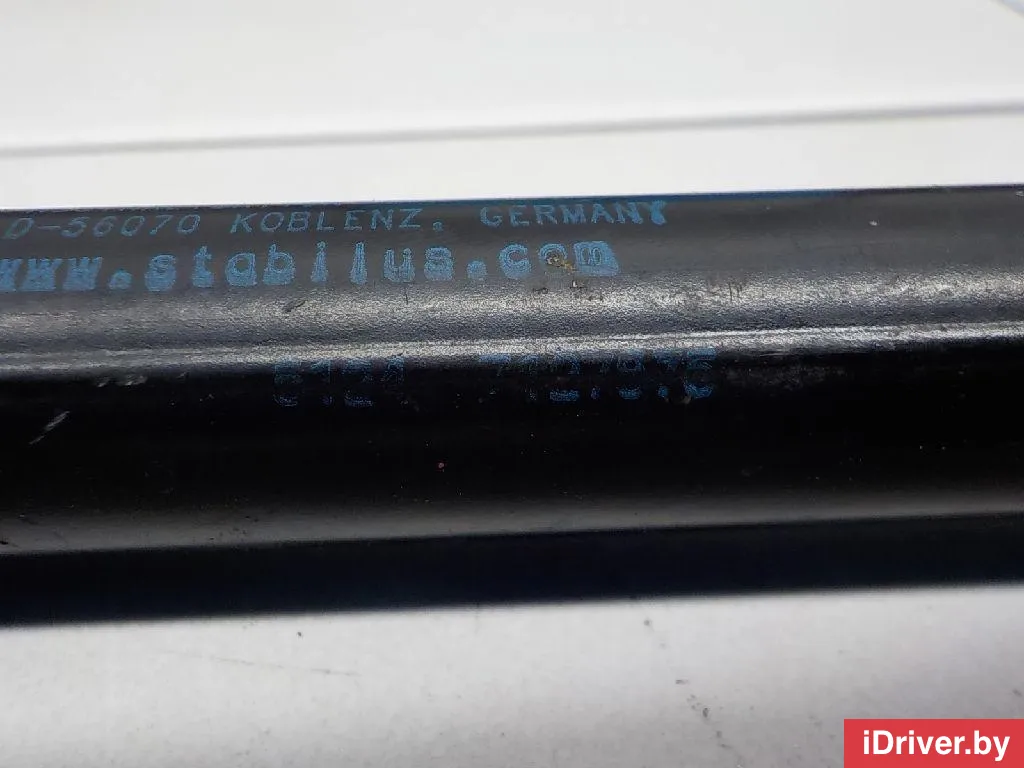 D-56070 KOBLENZ, GERMANY
www.stabilus.com
iDriver.by